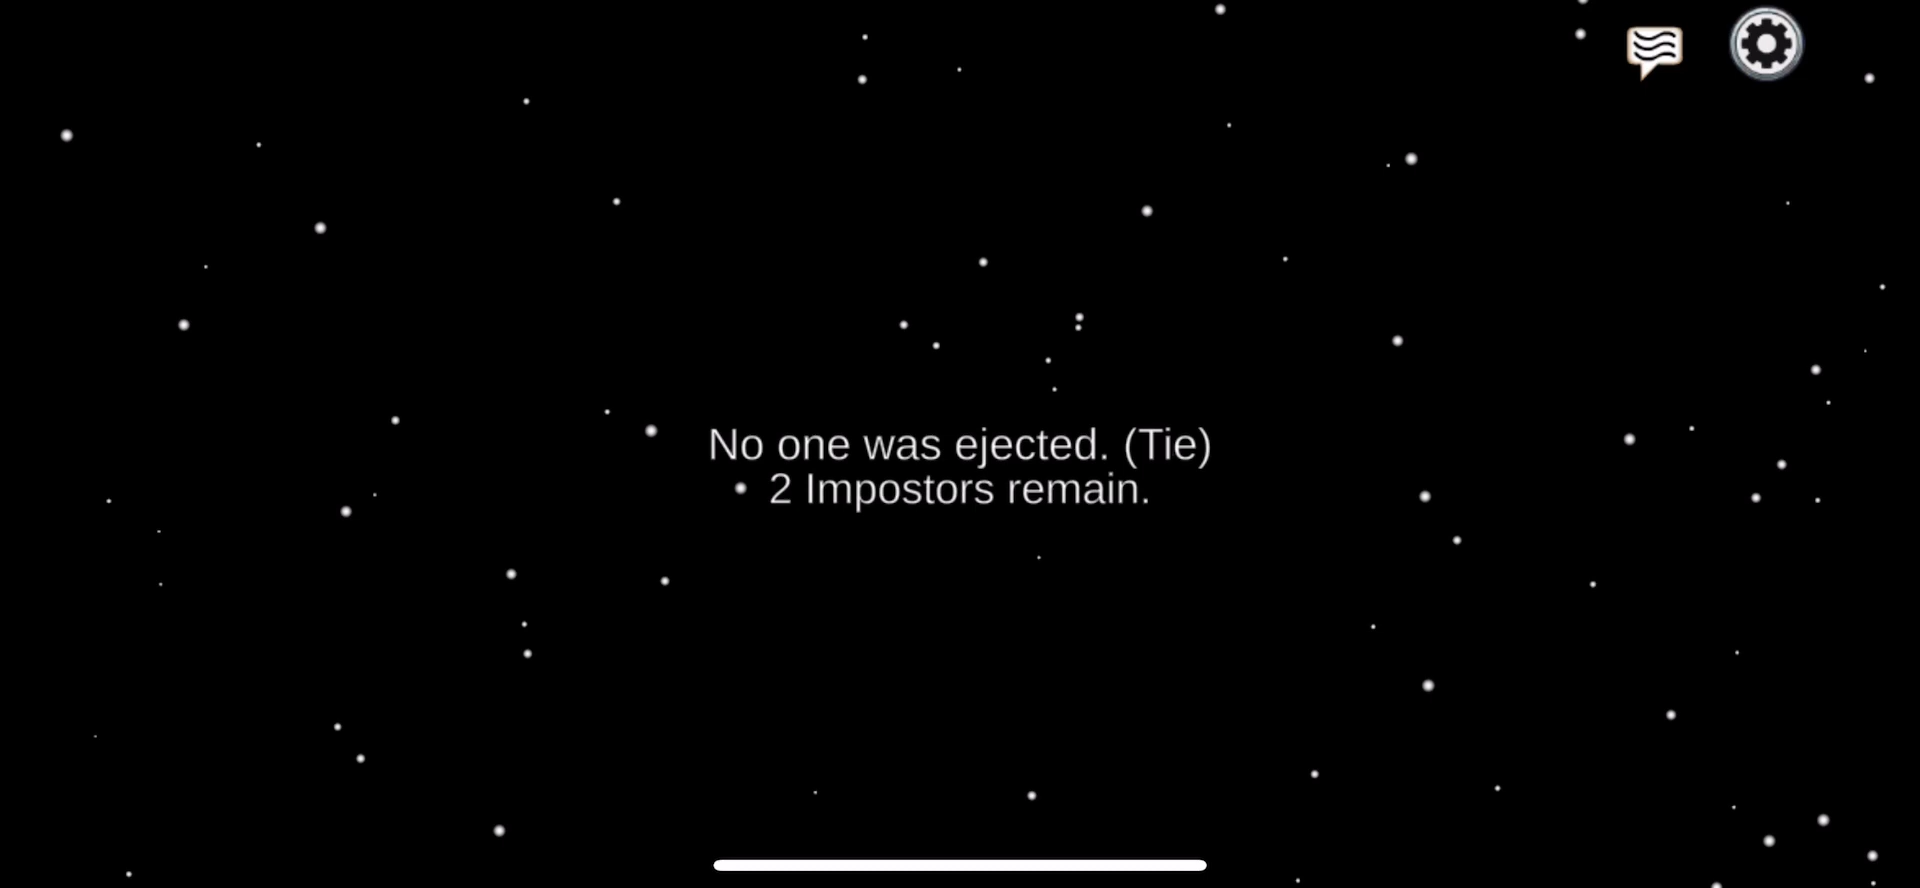 No one was ejected. (Tie)
2 Impostors remain.